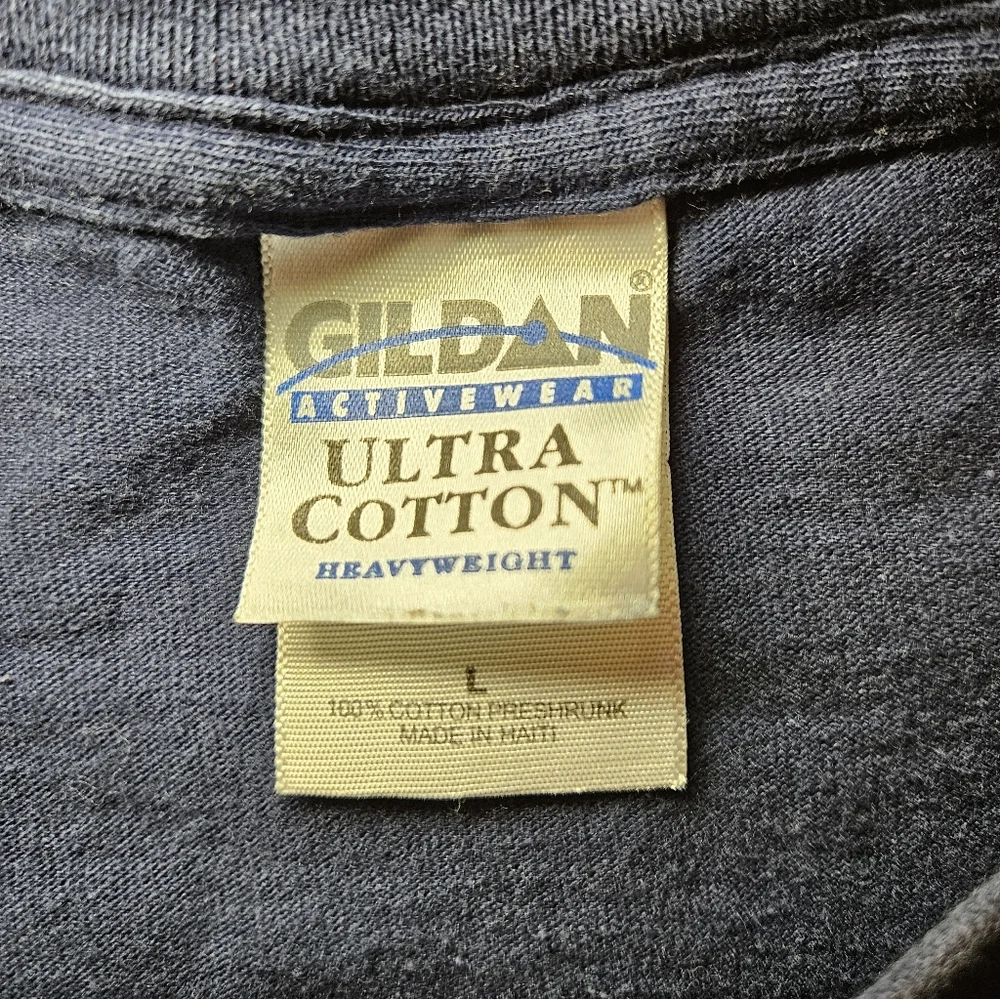 GILDAN®
ACTIVEWEAR
ULTRA
COTTON™
HEAVYWEIGHT
L
100% COTTON PRESHRUNK
MADE IN HAITI